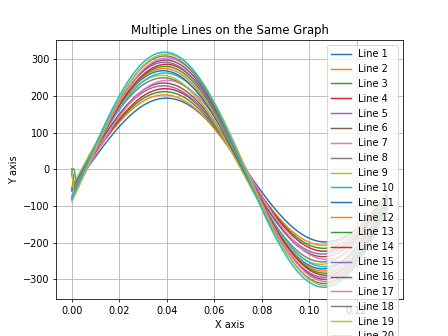 Multiple Lines on the Same Graph
Y axis
300
200
100
0
−100
−200
−300
0.00
0.02
0.04
0.06
0.08
0.10
X axis
Line 1
Line 2
Line 3
Line 4
Line 5
Line 6
Line 7
Line 8
Line 9
Line 10
Line 11
Line 12
Line 13
Line 14
Line 15
Line 16
Line 17
Line 18
Line 19
Line 20